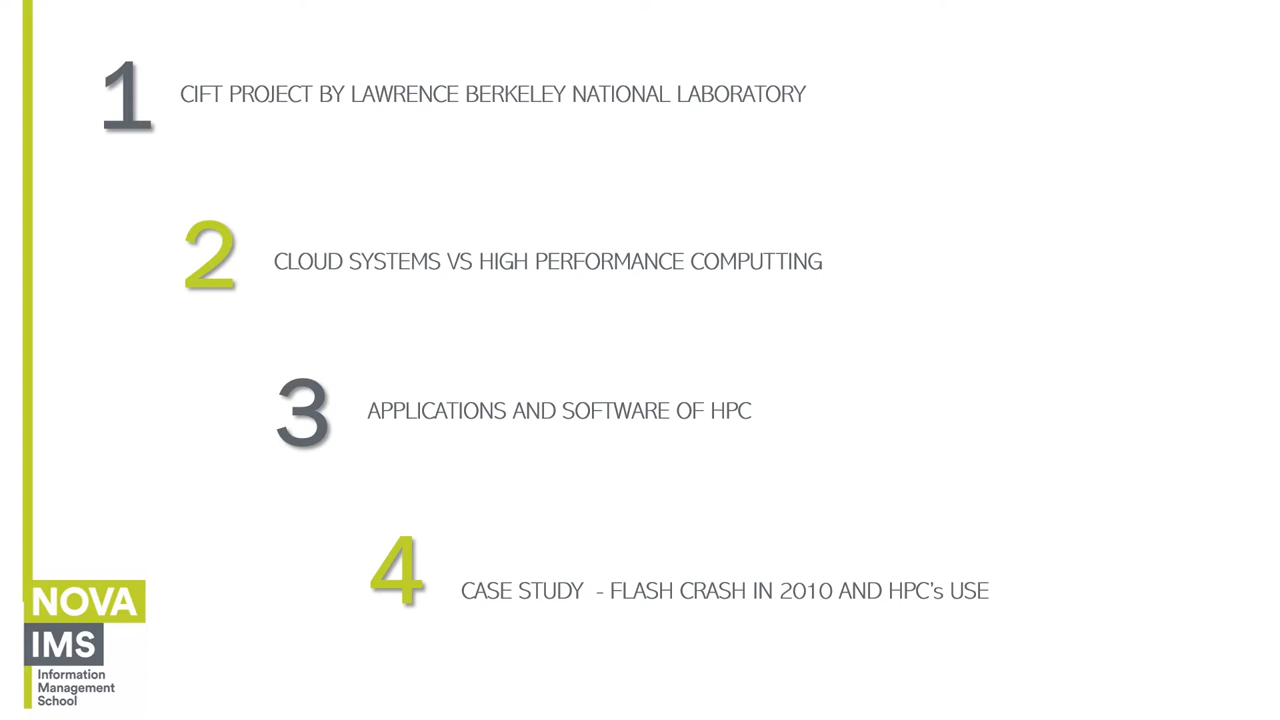 1 CIFT PROJECT BY LAWRENCE BERKELEY NATIONAL LABORATORY
2 CLOUD SYSTEMS VS HIGH PERFORMANCE COMPUTTING
3 APPLICATIONS AND SOFTWARE OF HPC
4 CASE STUDY - FLASH CRASH IN 2010 AND HPC's USE
NOVA
IMS
Information
Management
School